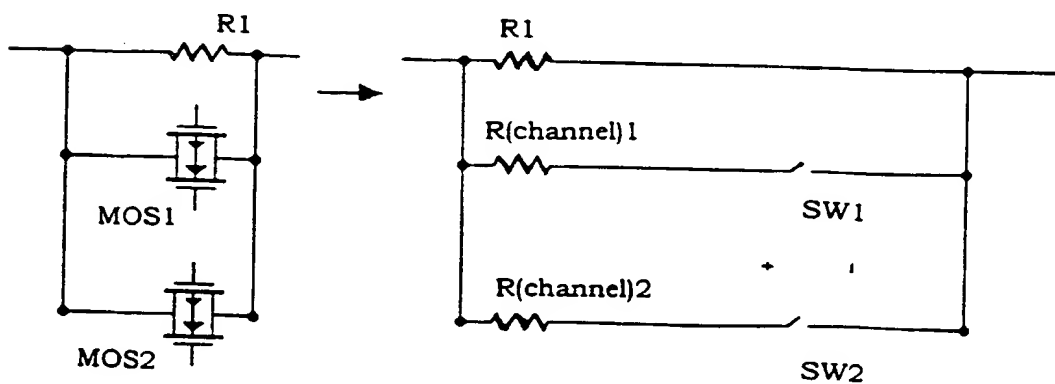 R1
MOS1
MOS2
R1
R(channel)1
SW1
R(channel)2
SW2